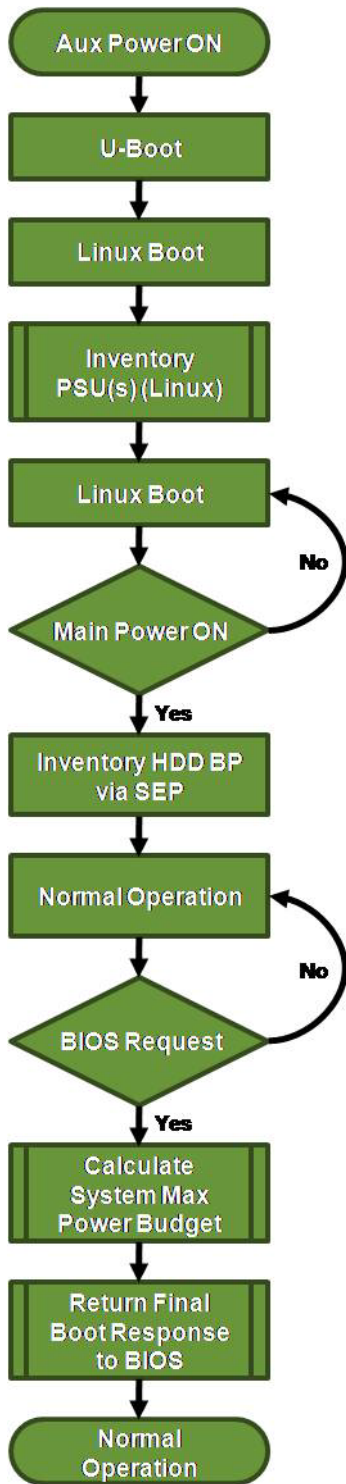 Aux Power ON
U-Boot
Linux Boot
Inventory
PSU(s) (Linux)
Linux Boot
No
Main Power ON
Yes
Inventory HDD BP
via SEP
Normal Operation
No
BIOS Request
Yes
Calculate
System Max
Power Budget
Return Final
Boot Response
to BIOS
Normal
Operation